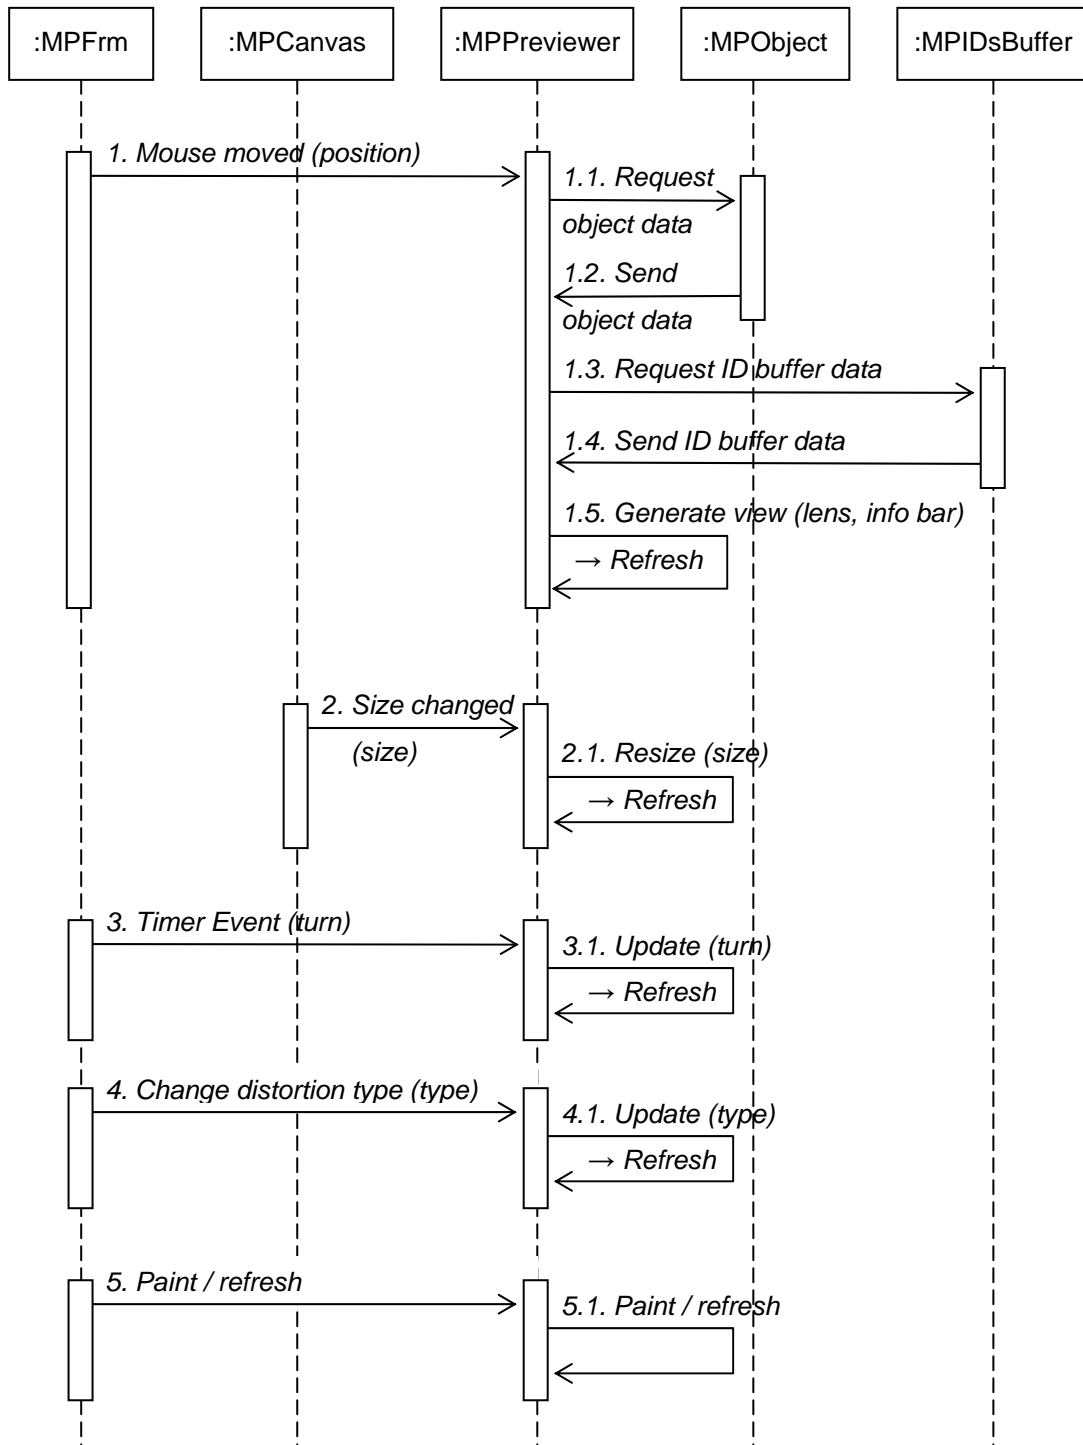 :MPFrm
:MPCanvas
:MPPreviewer
:MPObject
:MPIDsBuffer
1. Mouse moved (position)
1.1. Request
object data
1.2. Send
object data
1.3. Request ID buffer data
1.4. Send ID buffer data
1.5. Generate view (lens, info bar)
→ Refresh
2. Size changed
(size)
2.1. Resize (size)
→ Refresh
3. Timer Event (turn)
3.1. Update (turn)
→ Refresh
4. Change distortion type (type)
4.1. Update (type)
→ Refresh
5. Paint / refresh
5.1. Paint / refresh